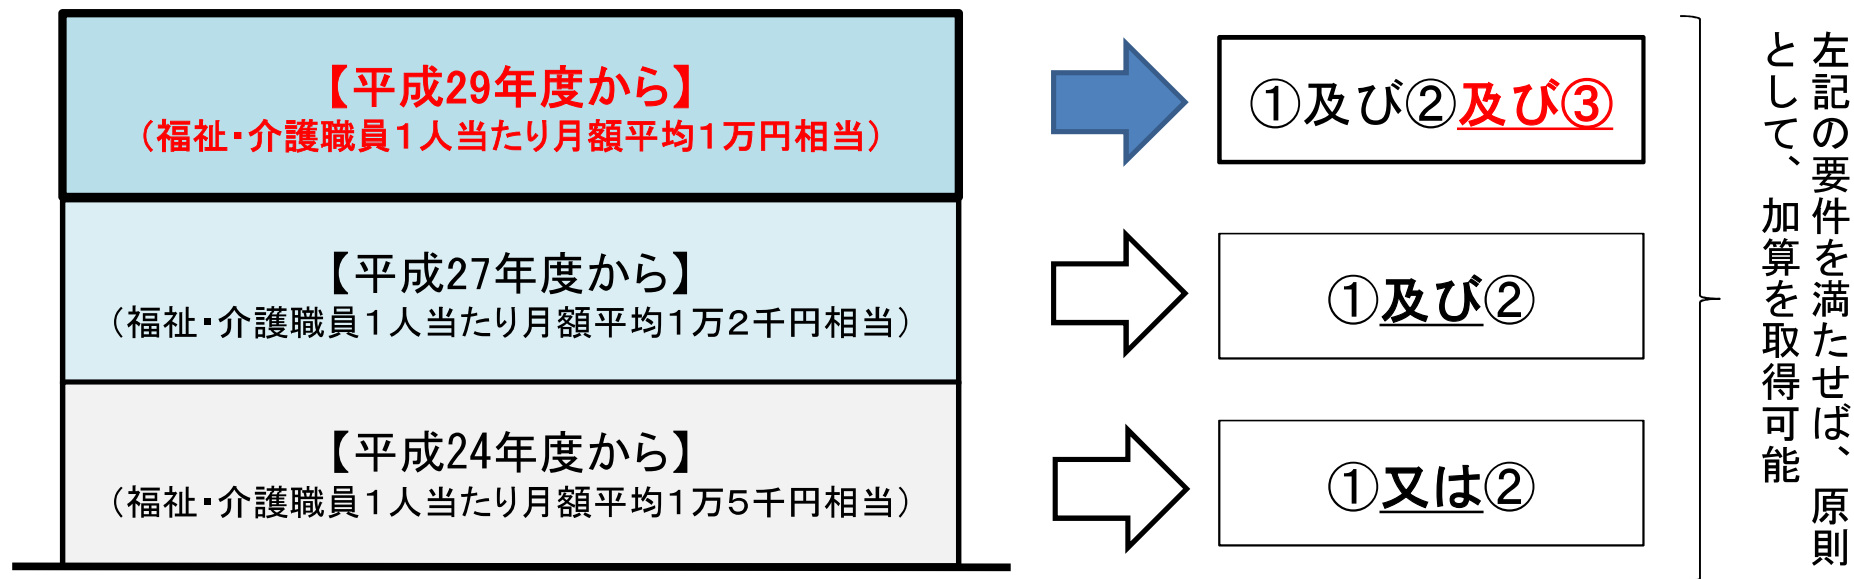 【平成29年度から】
(福祉・介護職員１人当たり月額平均１万円相当)
①及び②及び③
【平成27年度から】
(福祉・介護職員１人当たり月額平均１万２千円相当)
①及び②
【平成24年度から】
(福祉・介護職員１人当たり月額平均１万５千円相当)
①又は②
左記の要件を満たせば、原則
として、加算を取得可能